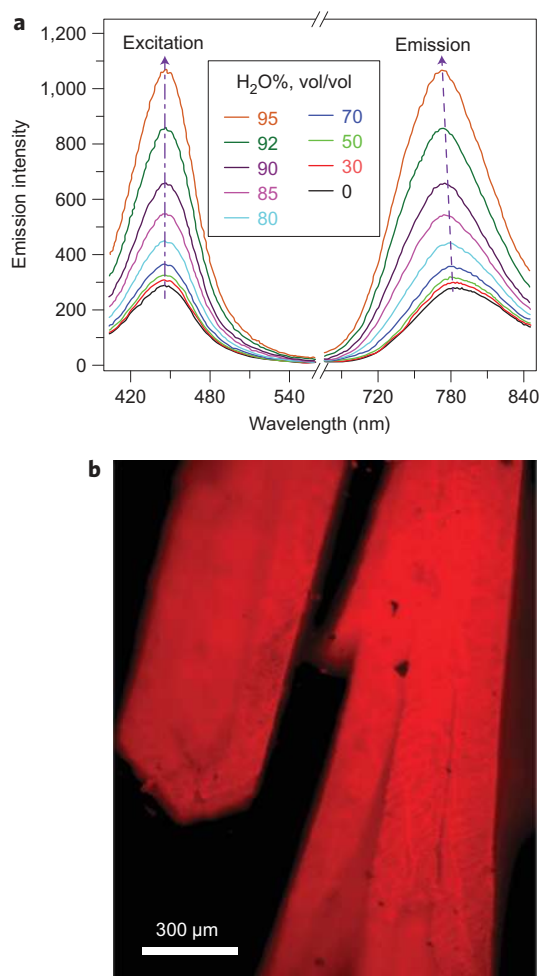 a
1,200
1,000
800
600
400
200
0
Emission intensity
Excitation
Emission
H₂O%, vol/vol
95
92
90
85
80
70
50
30
0
420
480
540
720
780
840
Wavelength (nm)
b
300 µm